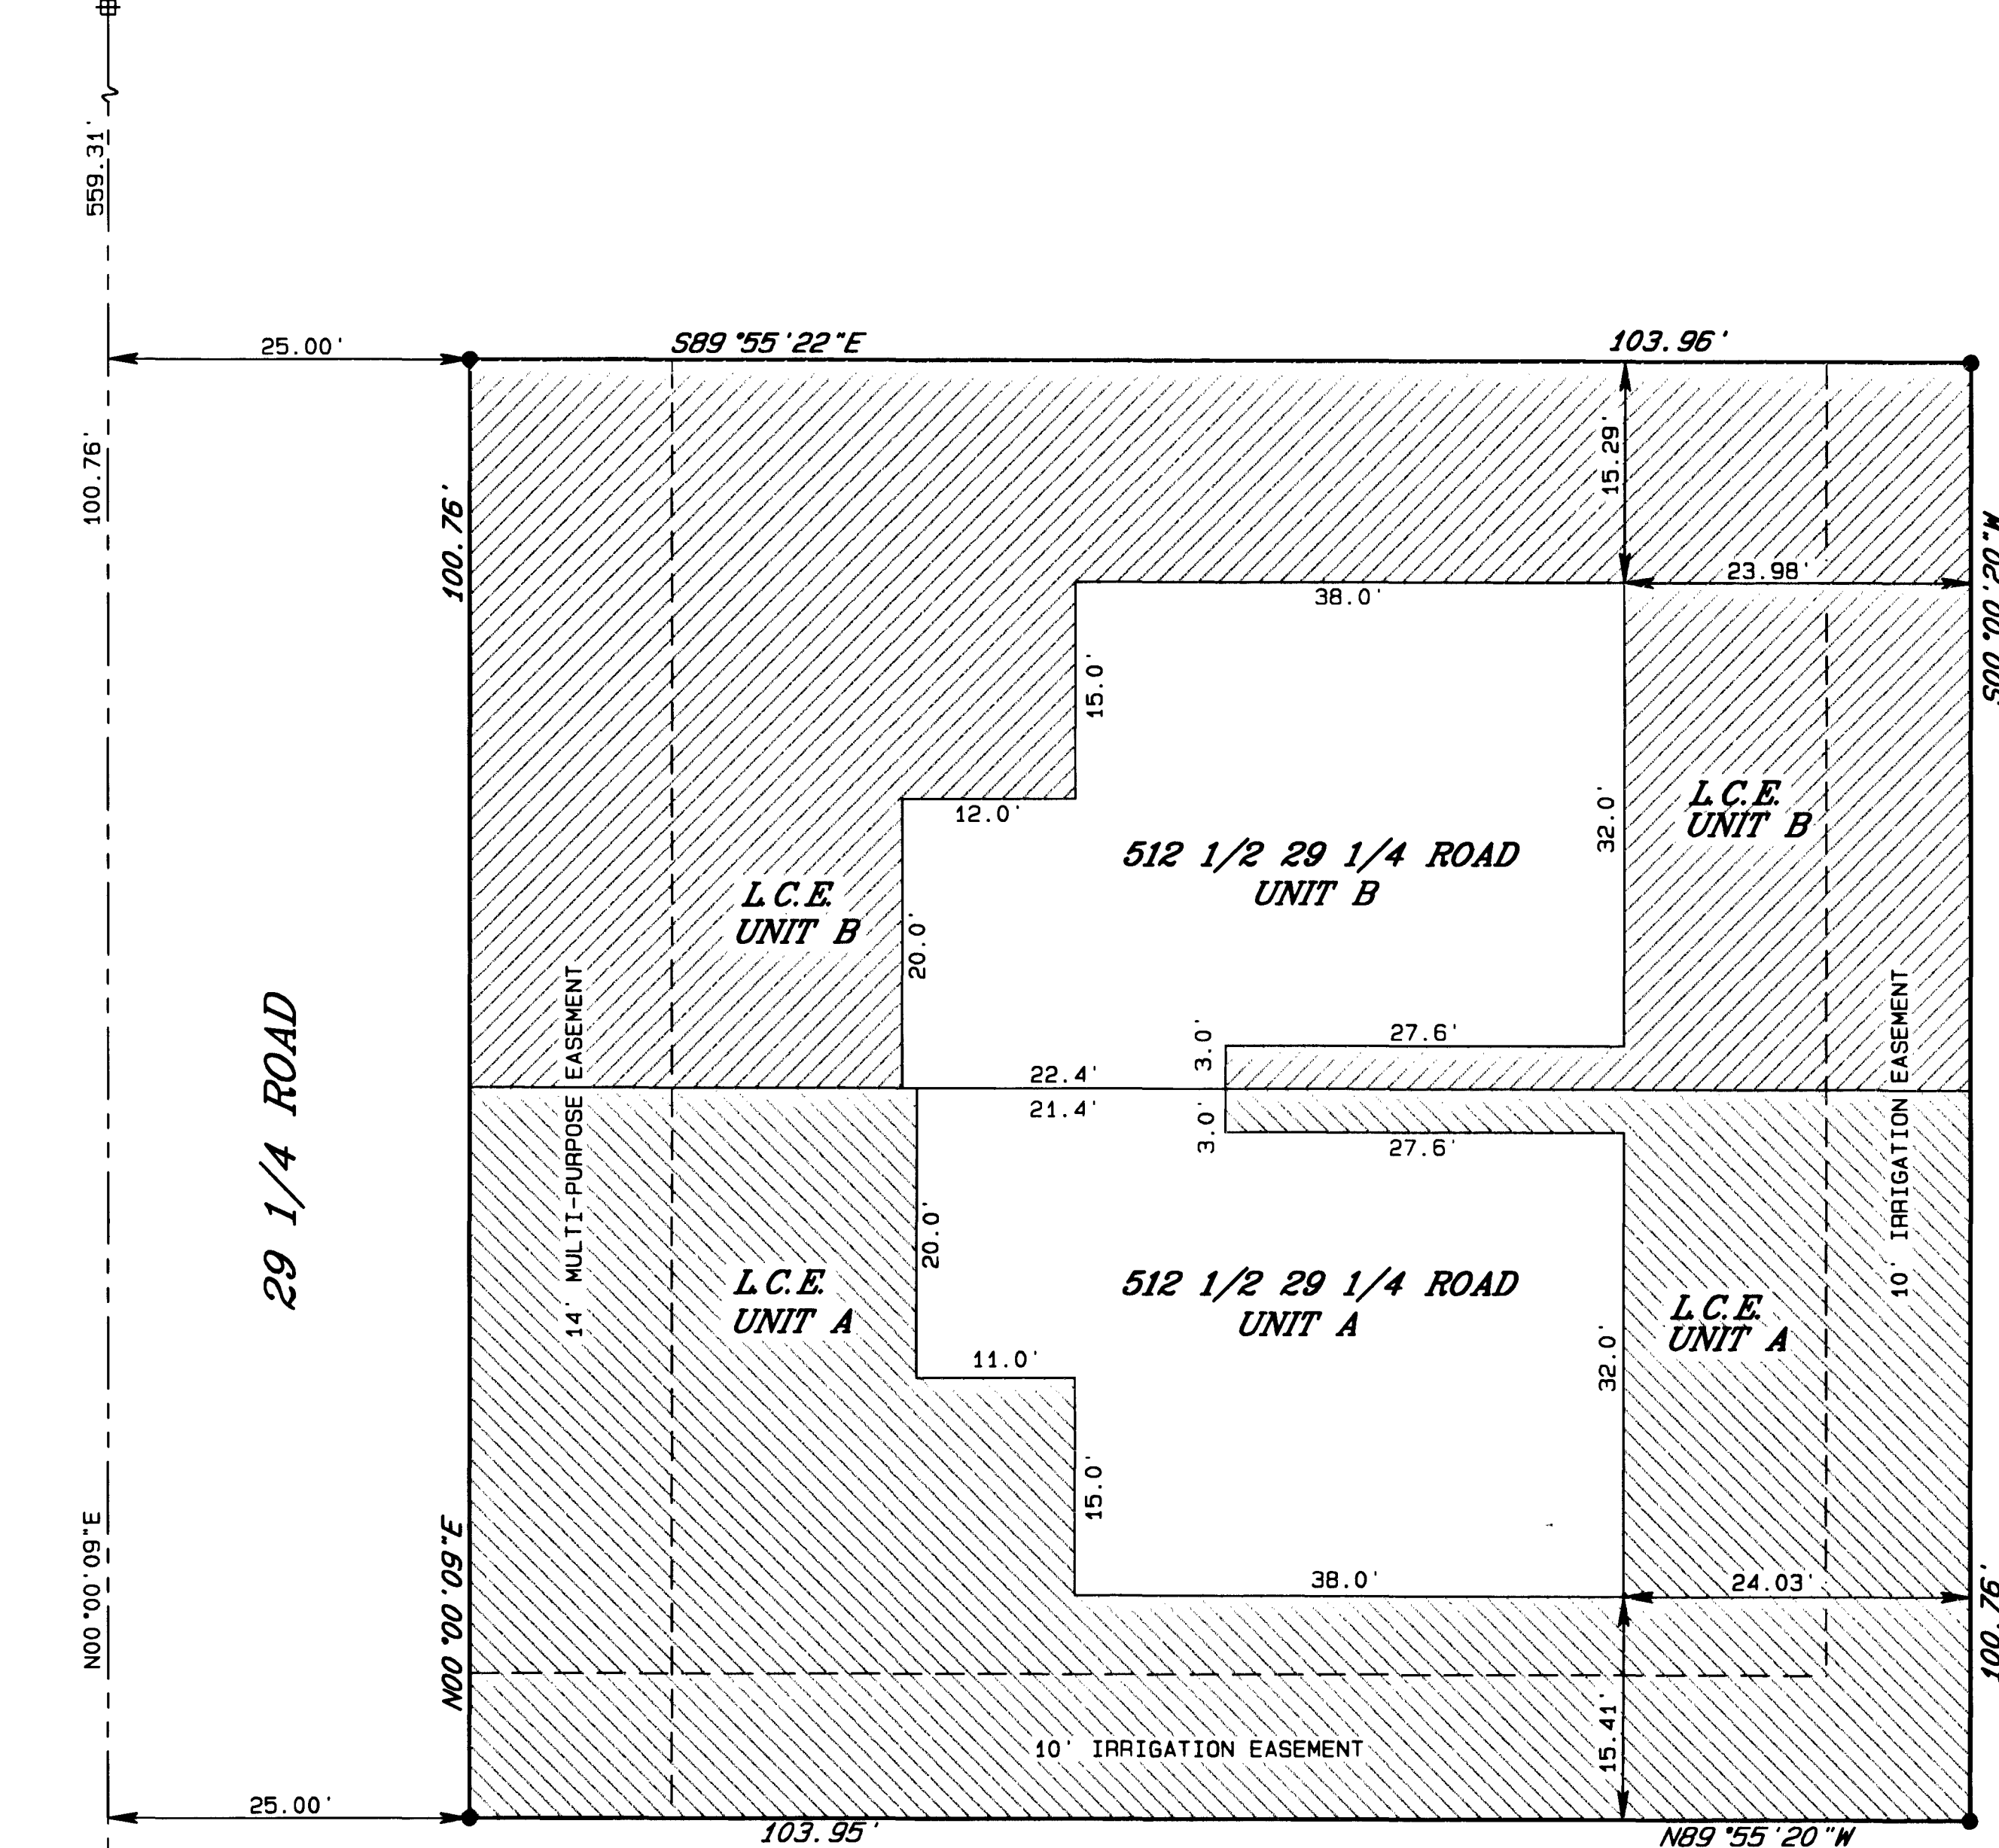 559.31'
25.00'
S89°55'22"E
103.96'
100.76'
100.76'
15.29'
S00°00'02"W
23.98'
38.0'
15.0'
12.0'
32.0'
L.C.E.
UNIT B
512 1/2 29 1/4 ROAD
UNIT B
L.C.E.
UNIT B
20.0'
29 1/4 ROAD
14' MULTI-PURPOSE EASEMENT
10' IRRIGATION EASEMENT
3.0'
27.6'
22.4'
21.4'
3.0'
27.6'
20.0'
L.C.E.
UNIT A
512 1/2 29 1/4 ROAD
UNIT A
L.C.E.
UNIT A
11.0'
32.0'
15.0'
38.0'
24.03'
N00°00'09"E
N00°00'09"E
100.76'
15.41'
10' IRRIGATION EASEMENT
25.00'
103.95'
N89°55'20"W